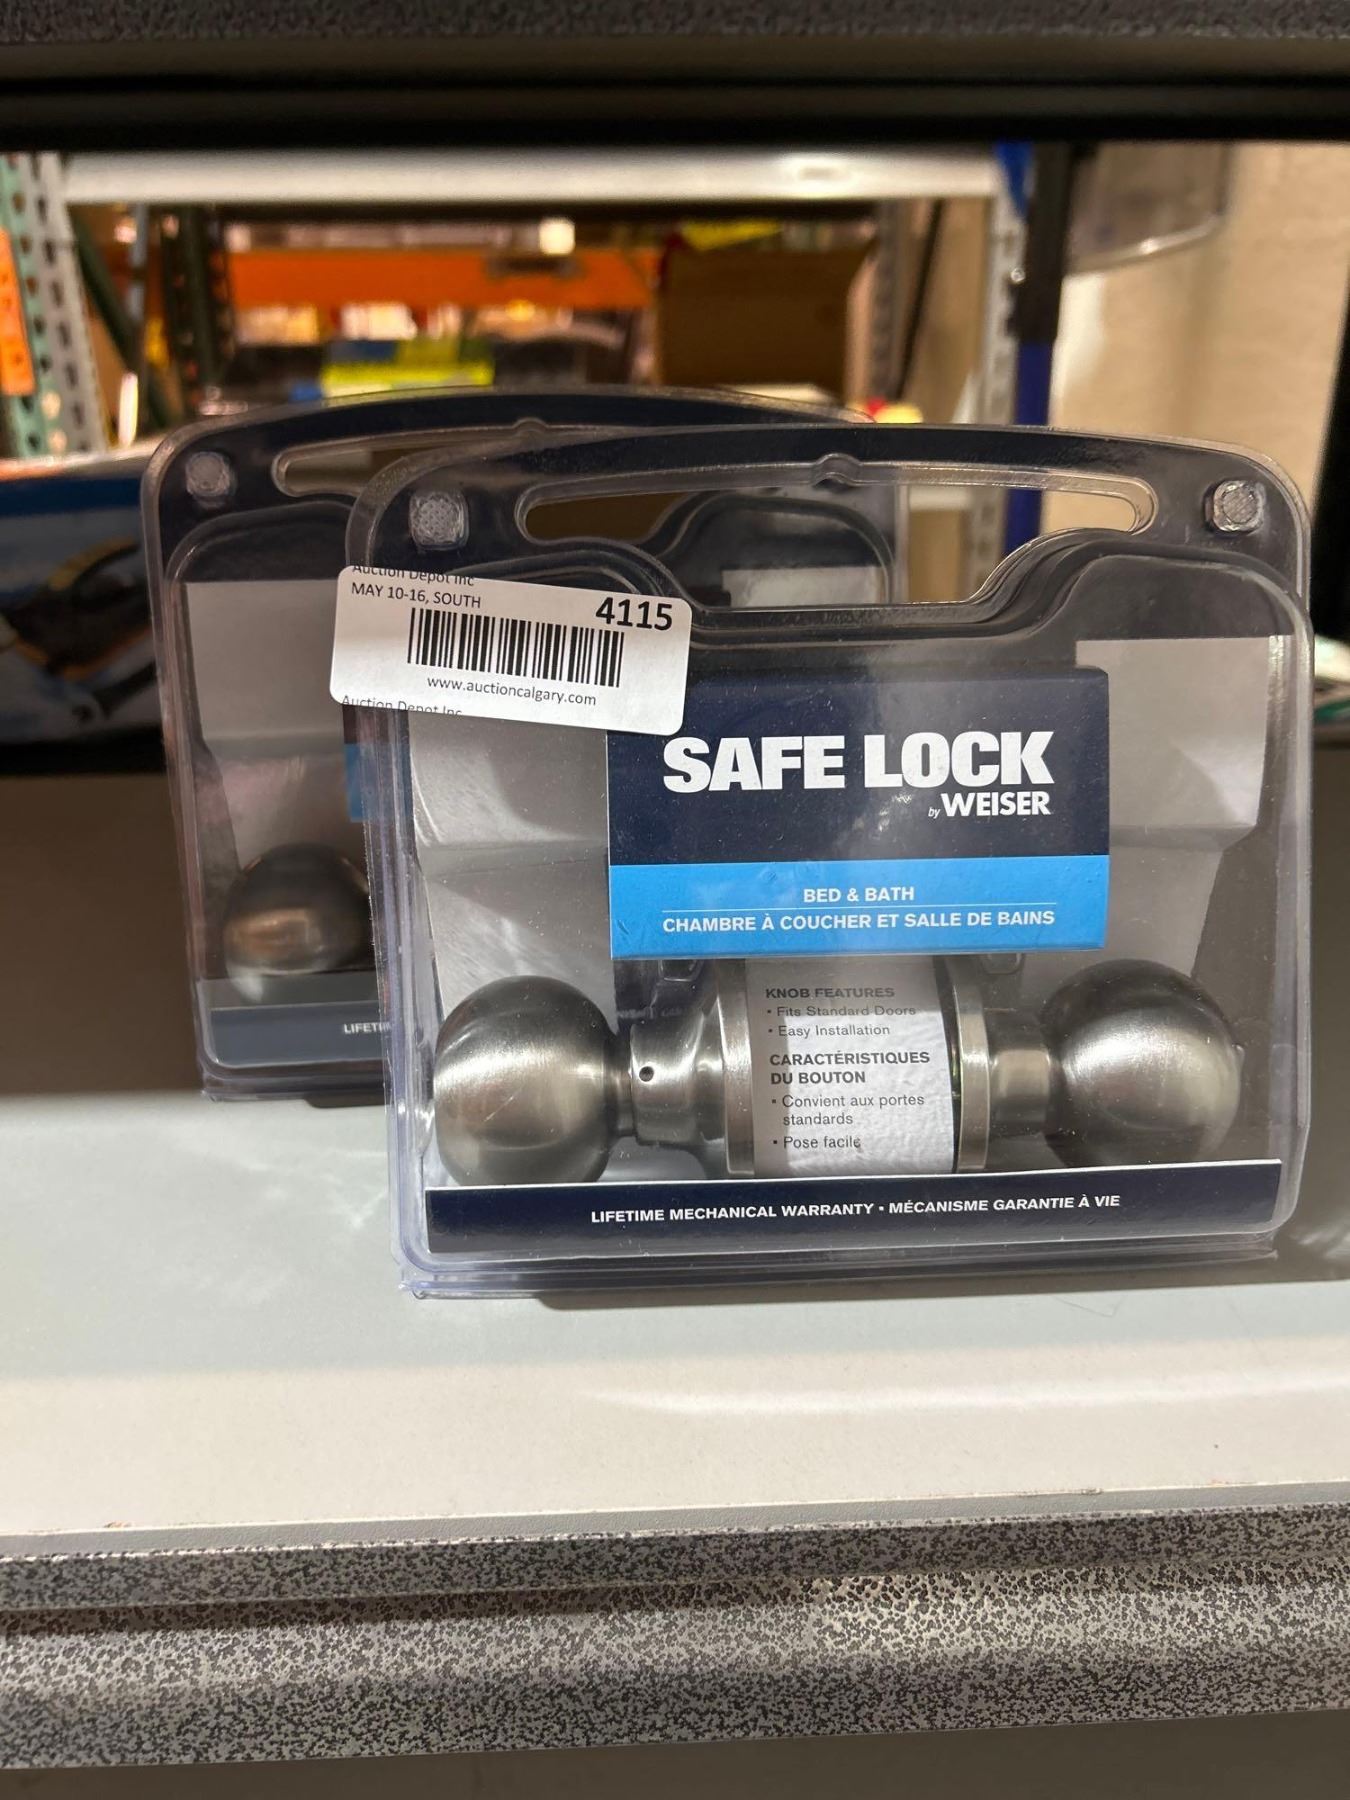 Auction Depot Inc
MAY 10-16, SOUTH
4115
www.auctioncalgary.com
Auction Depot Inc
SAFE LOCK
by WEISER
BED & BATH
CHAMBRE À COUCHER ET SALLE DE BAINS
KNOB FEATURES
• Fits Standard Doors
• Easy Installation
CARACTÉRISTIQUES
DU BOUTON
• Convient aux portes
standards
• Pose facile
LIFETIME MECHANICAL WARRANTY • MÉCANISME GARANTIE À VIE